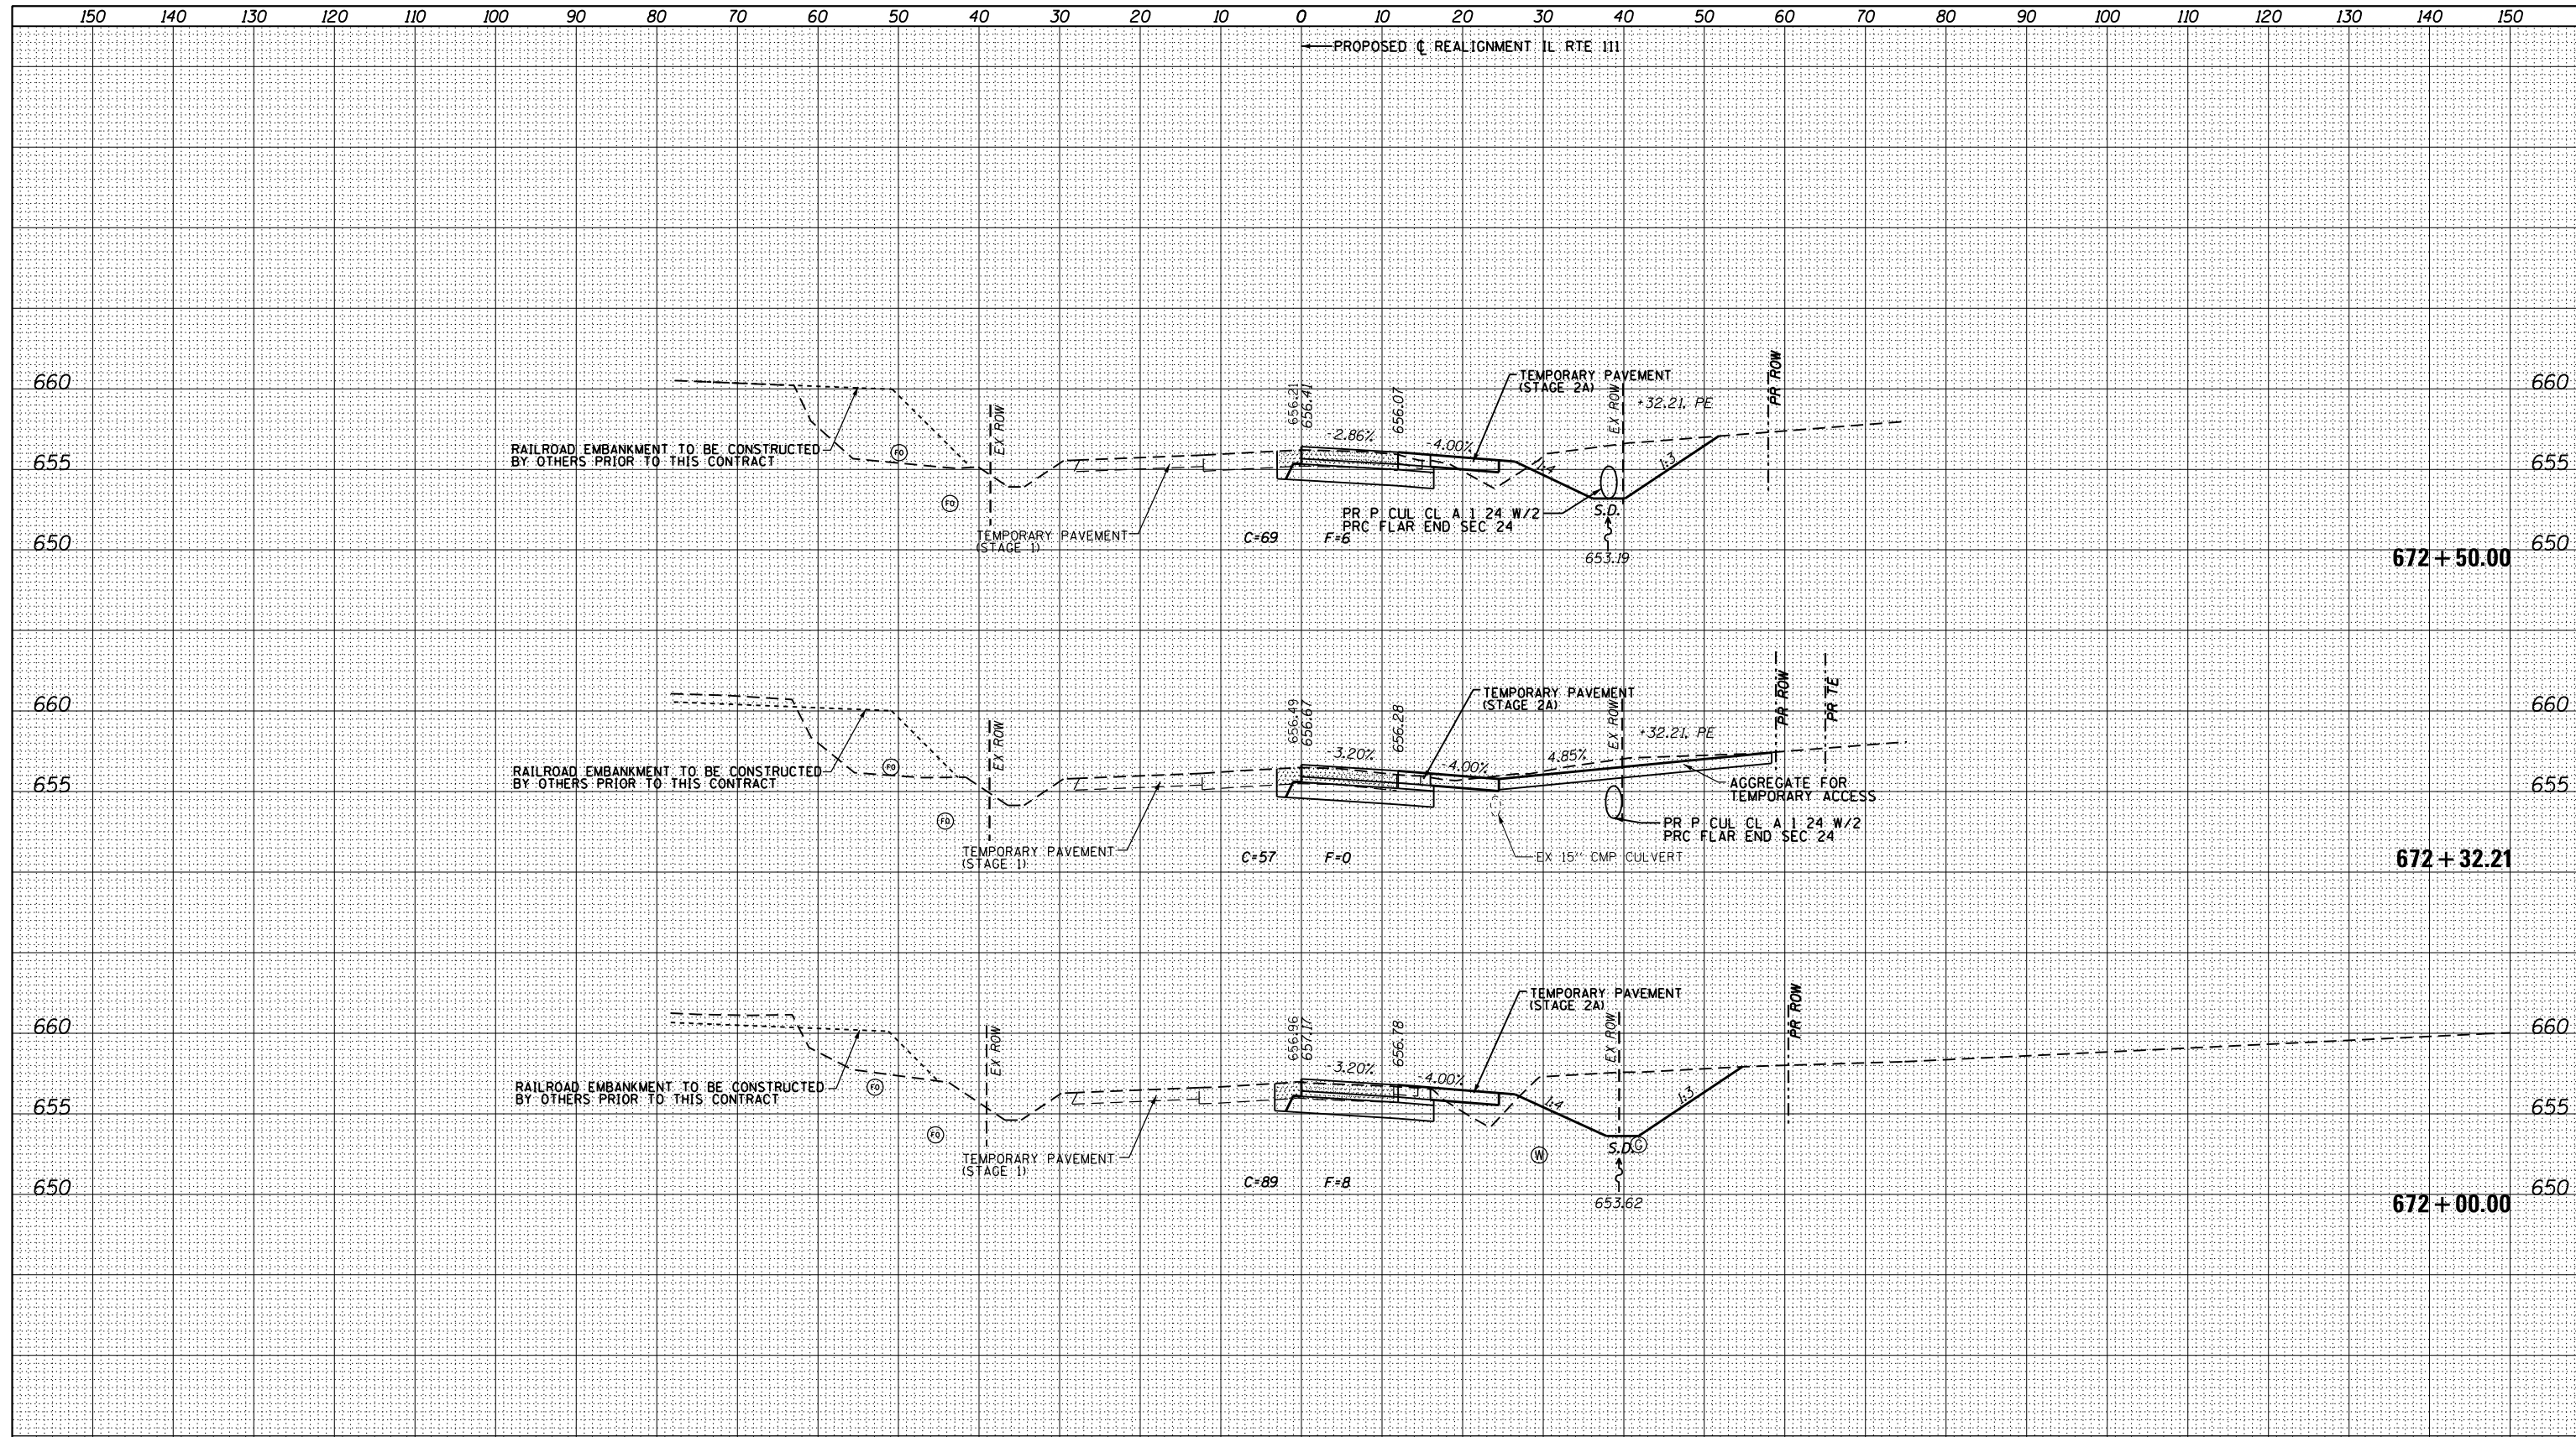 150 140 130 120 110 100 90 80 70 60 50 40 30 20 10 0 10 20 30 40 50 60 70 80 90 100 110 120 130 140 150
PROPOSED ℄ REALIGNMENT IL RTE 111
660
655
650
RAILROAD EMBANKMENT TO BE CONSTRUCTED
BY OTHERS PRIOR TO THIS CONTRACT
FO
FO
EX ROW
TEMPORARY PAVEMENT
(STAGE 1)
656.21
656.41
656.07
-2.86%
-4.00%
TEMPORARY PAVEMENT
(STAGE 2A)
EX ROW
+32.21, PE
PR ROW
1:4
1:3
PR P CUL CL A 1 24 W/2
PRC FLAR END SEC 24
S.D.
653.19
C=69 F=6
660
655
650
672+50.00
660
655
RAILROAD EMBANKMENT TO BE CONSTRUCTED
BY OTHERS PRIOR TO THIS CONTRACT
FO
FO
EX ROW
TEMPORARY PAVEMENT
(STAGE 1)
656.49
656.67
656.28
-3.20%
-4.00%
TEMPORARY PAVEMENT
(STAGE 2A)
4.85%
EX ROW
+32.21, PE
PR ROW
PR TE
AGGREGATE FOR
TEMPORARY ACCESS
PR P CUL CL A 1 24 W/2
PRC FLAR END SEC 24
EX 15" CMP CULVERT
C=57 F=0
660
655
672+32.21
660
655
650
RAILROAD EMBANKMENT TO BE CONSTRUCTED
BY OTHERS PRIOR TO THIS CONTRACT
FO
FO
EX ROW
TEMPORARY PAVEMENT
(STAGE 1)
656.96
657.17
656.78
-3.20%
-4.00%
TEMPORARY PAVEMENT
(STAGE 2A)
EX ROW
PR ROW
1:4
1:3
W
S.D.
G
653.62
C=89 F=8
660
655
650
672+00.00